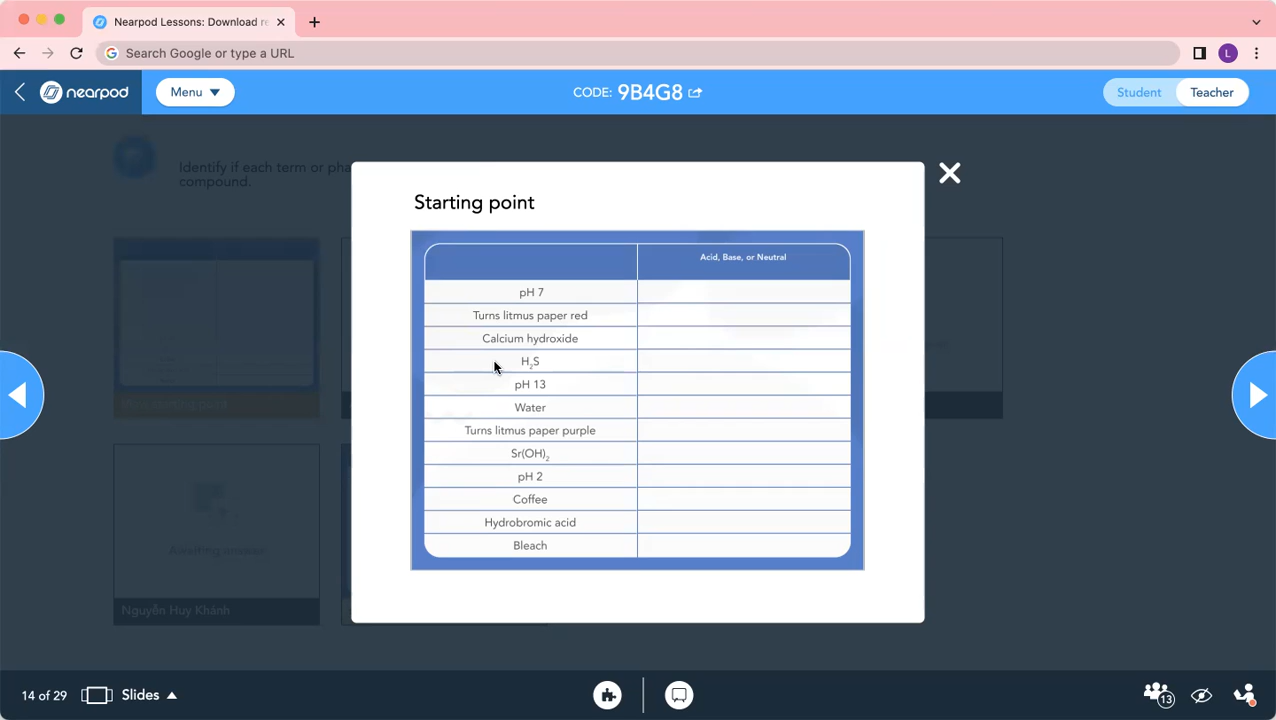 Nearpod Lessons: Download re
Search Google or type a URL
L
nearpod
Menu
CODE: 9B4G8
Student
Teacher
Identify if each term or pha
compound.
Starting point
Acid, Base, or Neutral
pH 7
Turns litmus paper red
Calcium hydroxide
H₂S
pH 13
Water
Turns litmus paper purple
Sr(OH)₂
pH 2
Coffee
Hydrobromic acid
Bleach
Nguyễn Huy Khánh
14 of 29
Slides
13